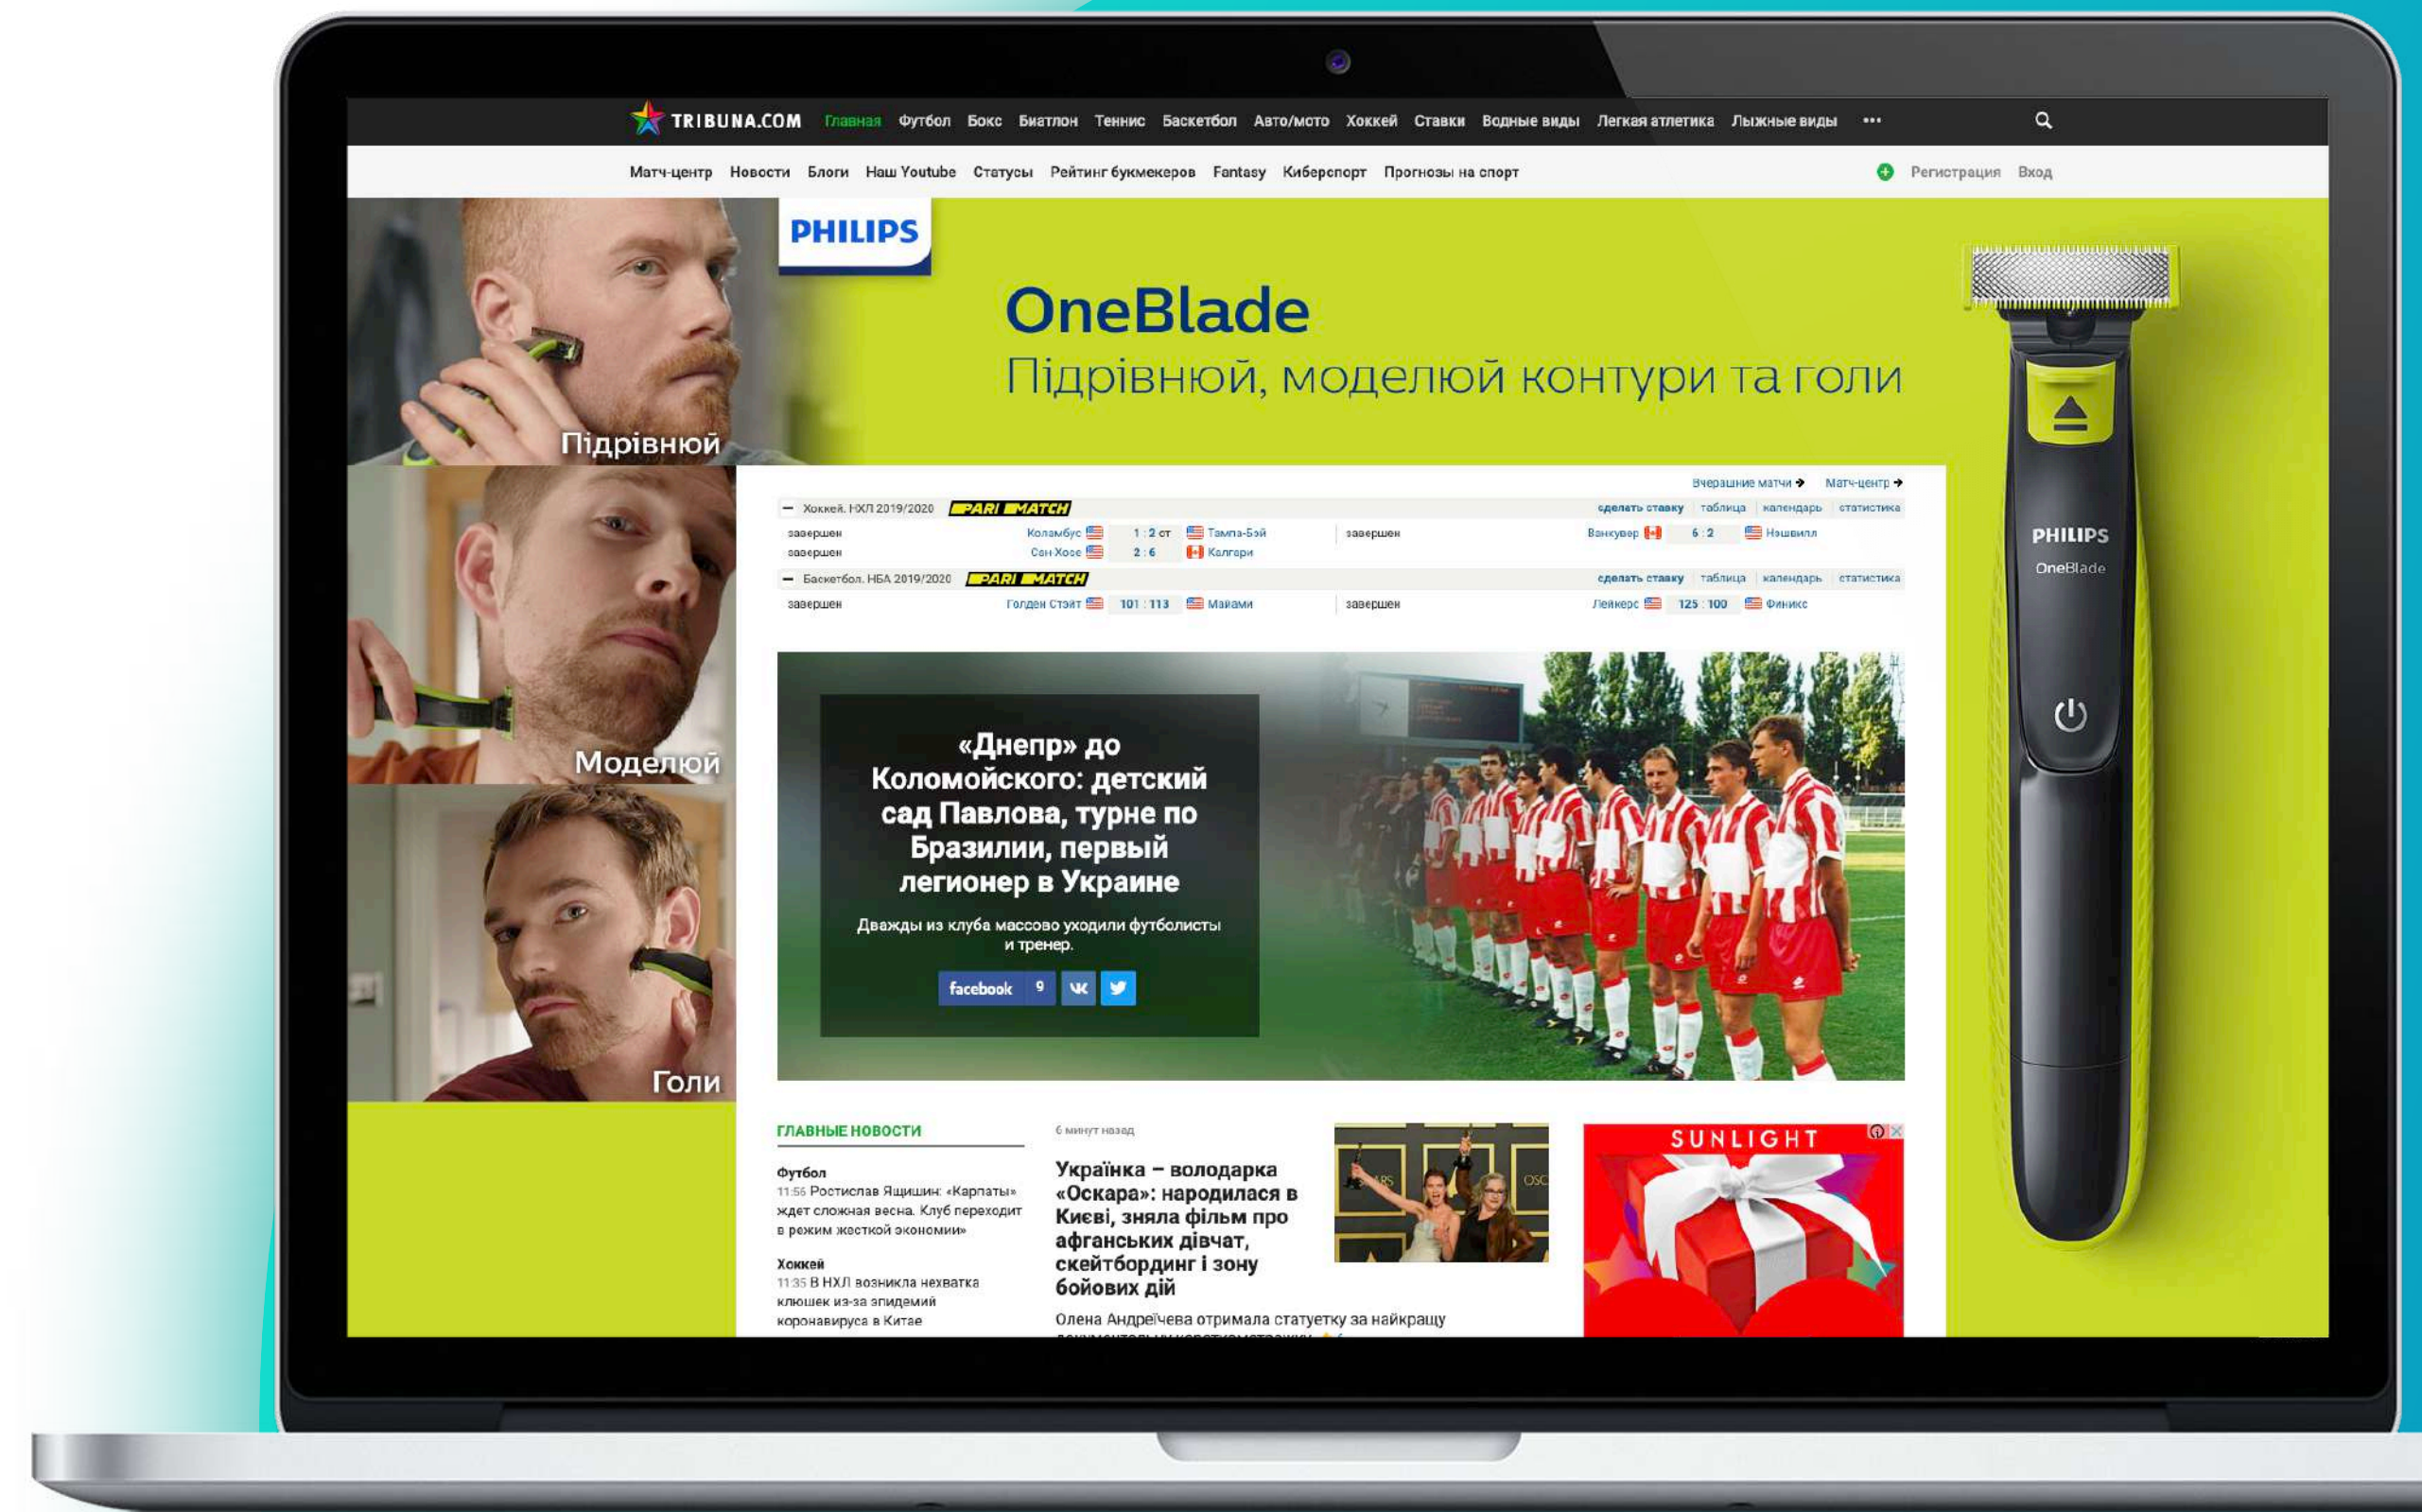 TRIBUNA.COM Главная Футбол Бокс Биатлон Теннис Баскетбол Авто/мото Хоккей Ставки Водные виды Легкая атлетика Лыжные виды •••
Матч-центр Новости Блоги Наш Youtube Статусы Рейтинг букмекеров Fantasy Киберспорт Прогнозы на спорт Регистрация Вход
PHILIPS
OneBlade
Підрівнюй, моделюй контури та голи
Підрівнюй
Моделюй
Голи
PHILIPS
OneBlade
Вчерашние матчи Матч-центр
Хоккей. НХЛ 2019/2020 PARI MATCH сделать ставку таблица календарь статистика
завершен Коламбус 1 : 2 от Тампа-Бэй завершен Ванкувер 6 : 2 Нэшвилл
завершен Сан Хосе 2 : 6 Калгари
Баскетбол. НБА 2019/2020 PARI MATCH сделать ставку таблица календарь статистика
завершен Голден Стэйт 101 : 113 Майами завершен Лейкерс 125 : 100 Финикс
«Днепр» до
Коломойского: детский
сад Павлова, турне по
Бразилии, первый
легионер в Украине
Дважды из клуба массово уходили футболисты
и тренер.
facebook 9
ГЛАВНЫЕ НОВОСТИ
Футбол
11:56 Ростислав Ящишин: «Карпаты»
ждет сложная весна. Клуб переходит
в режим жесткой экономии»
Хоккей
11:35 В НХЛ возникла нехватка
клюшек из-за эпидемий
коронавируса в Китае
6 минут назад
Українка – володарка
«Оскара»: народилася в
Києві, зняла фільм про
афганських дівчат,
скейтбординг і зону
бойових дій
Олена Андреїчева отримала статуетку за найкращу
SUNLIGHT